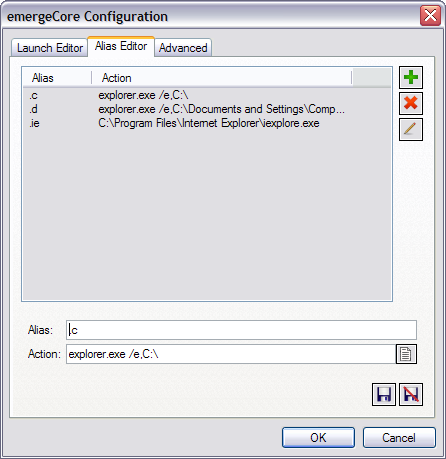 emergeCore Configuration
Launch Editor Alias Editor Advanced
Alias Action
.c explorer.exe /e,C:\
.d explorer.exe /e,C:\Documents and Settings\Comp...
.ie C:\Program Files\Internet Explorer\iexplore.exe
Alias: .c
Action: explorer.exe /e,C:\
OK Cancel